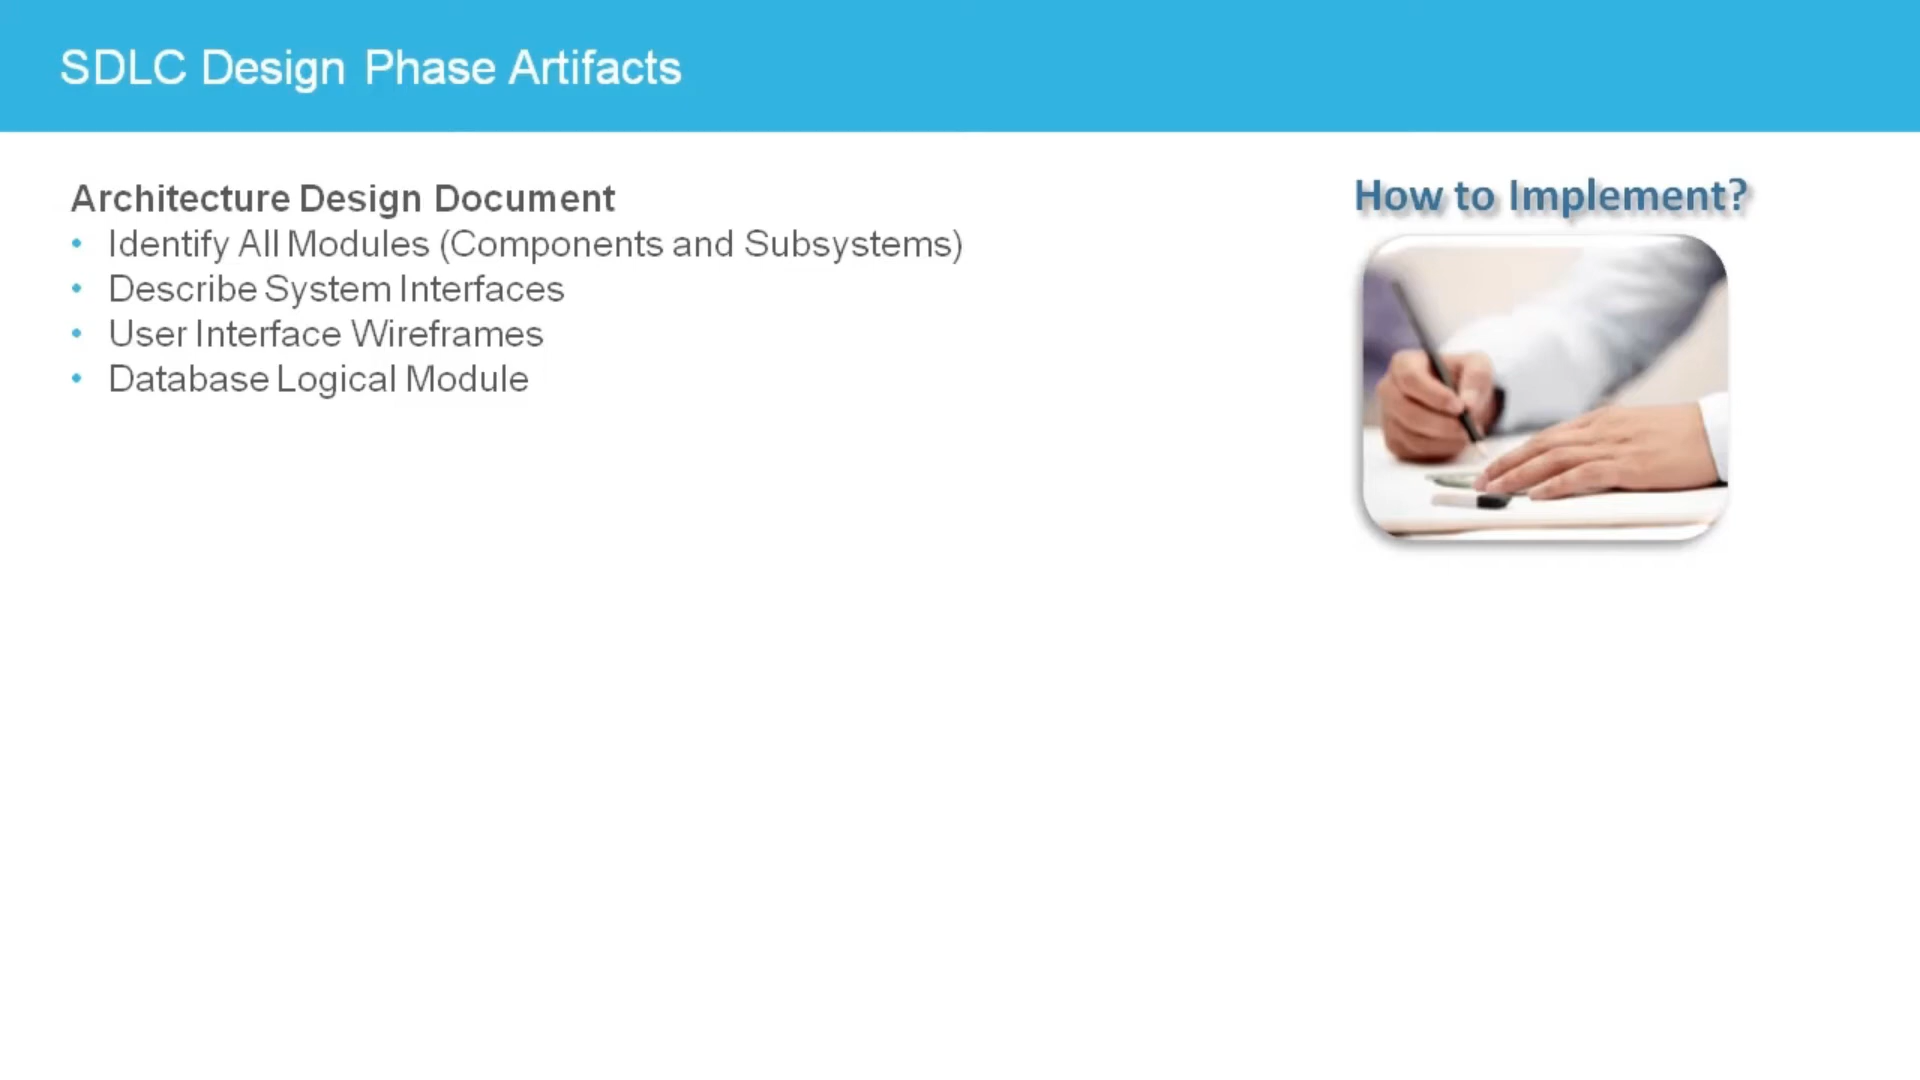 SDLC Design Phase Artifacts
Architecture Design Document
• Identify All Modules (Components and Subsystems)
• Describe System Interfaces
• User Interface Wireframes
• Database Logical Module
How to Implement?